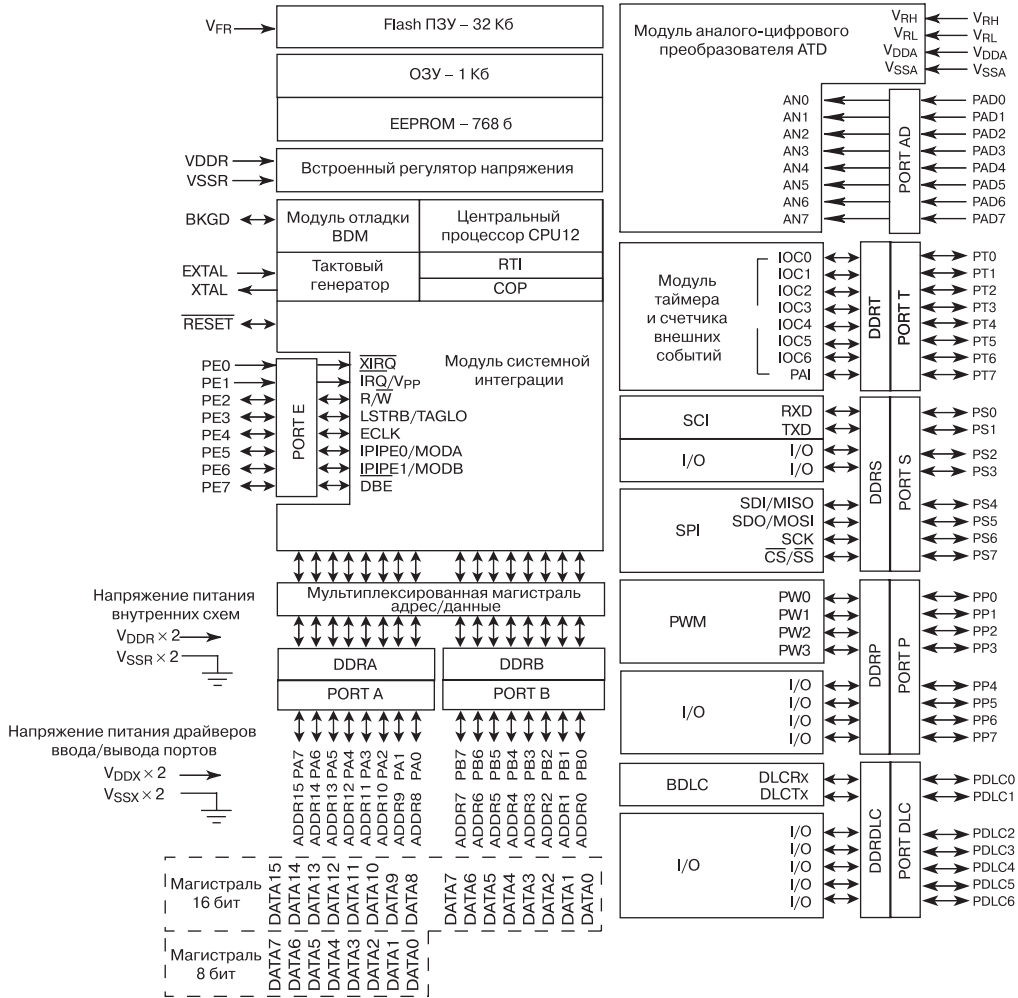 VFR
Flash ПЗУ – 32 Кб
ОЗУ – 1 Кб
EEPROM – 768 б
VDDR
VSSR
Встроенный регулятор напряжения
BKGD
Модуль отладки
BDM
Центральный
процессор CPU12
EXTAL
XTAL
Тактовый
генератор
RTI
COP
RESET
Модуль системной
интеграции
PE0
PE1
PE2
PE3
PE4
PE5
PE6
PE7
PORT E
XIRQ
IRQ/VPP
R/W
LSTRB/TAGLO
ECLK
IPIPE0/MODA
IPIPE1/MODB
DBE
Мультиплексированная магистраль
адрес/данные
Напряжение питания
внутренних схем
VDDR × 2
VSSR × 2
DDRA
DDRB
PORT A
PORT B
Напряжение питания драйверов
ввода/вывода портов
VDDX × 2
VSSX × 2
ADDR15 PA7
ADDR14 PA6
ADDR13 PA5
ADDR12 PA4
ADDR11 PA3
ADDR10 PA2
ADDR9 PA1
ADDR8 PA0
ADDR7 PB7
ADDR6 PB6
ADDR5 PB5
ADDR4 PB4
ADDR3 PB3
ADDR2 PB2
ADDR1 PB1
ADDR0 PB0
Магистраль
16 бит
DATA15
DATA14
DATA13
DATA12
DATA11
DATA10
DATA9
DATA8
DATA7
DATA6
DATA5
DATA4
DATA3
DATA2
DATA1
DATA0
Магистраль
8 бит
DATA7
DATA6
DATA5
DATA4
DATA3
DATA2
DATA1
DATA0
Модуль аналого-цифрового
преобразователя ATD
VRH VRH
VRL VRL
VDDA VDDA
VSSA VSSA
AN0
AN1
AN2
AN3
AN4
AN5
AN6
AN7
PORT AD
PAD0
PAD1
PAD2
PAD3
PAD4
PAD5
PAD6
PAD7
Модуль
таймера
и счетчика
внешних
событий
IOC0
IOC1
IOC2
IOC3
IOC4
IOC5
IOC6
PAI
DDRT
PORT T
PT0
PT1
PT2
PT3
PT4
PT5
PT6
PT7
SCI
RXD
TXD
I/O
I/O
I/O
SPI
SDI/MISO
SDO/MOSI
SCK
CS/SS
DDRS
PORT S
PS0
PS1
PS2
PS3
PS4
PS5
PS6
PS7
PWM
PW0
PW1
PW2
PW3
I/O
I/O
I/O
I/O
I/O
DDRP
PORT P
PP0
PP1
PP2
PP3
PP4
PP5
PP6
PP7
BDLC
DLCRx
DLCTx
I/O
I/O
I/O
I/O
I/O
I/O
DDRDLC
PORT DLC
PDLC0
PDLC1
PDLC2
PDLC3
PDLC4
PDLC5
PDLC6